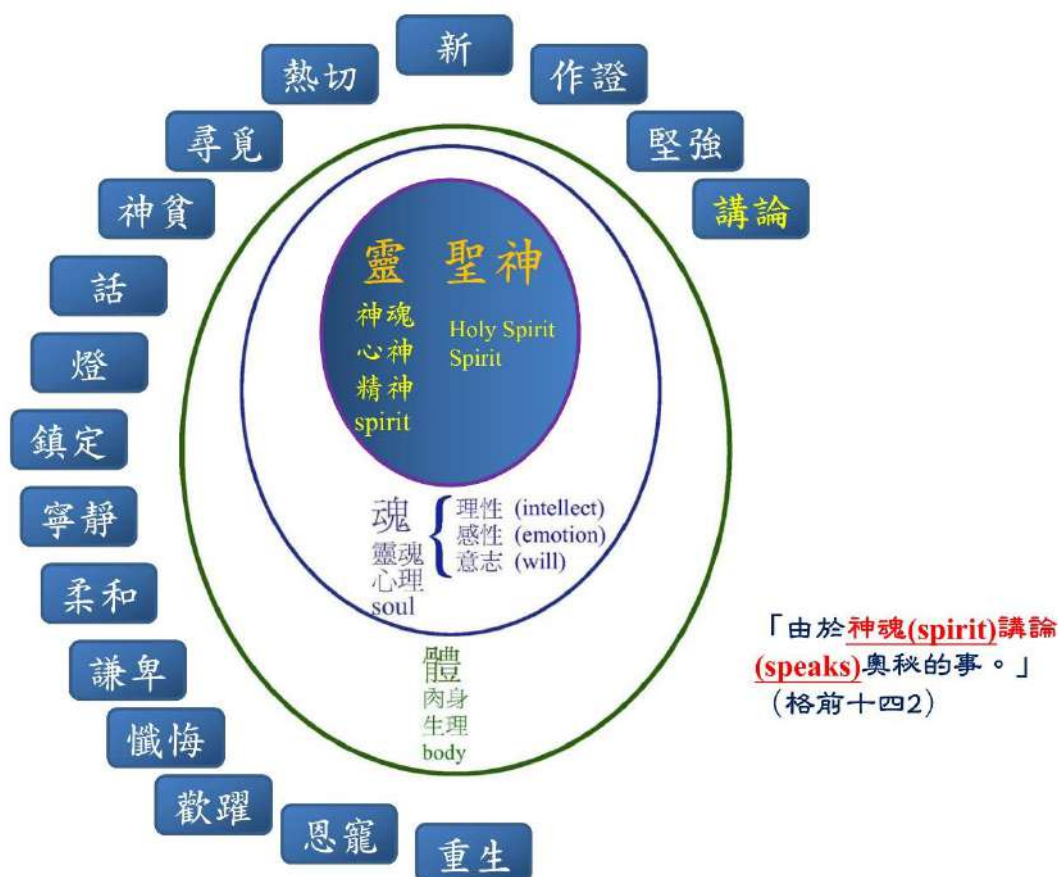 新
熱切
作證
尋覓
堅強
神貧
講論
話
燈
鎮定
寧靜
柔和
謙卑
懺悔
歡躍
恩寵
重生
靈 聖神
神魂
心神
精神
spirit
Holy Spirit
Spirit
魂
靈魂
心理
soul
理性 (intellect)
感性 (emotion)
意志 (will)
體
肉身
生理
body
「由於神魂(spirit)講論
(speaks)奧秘的事。」
(格前十四2)